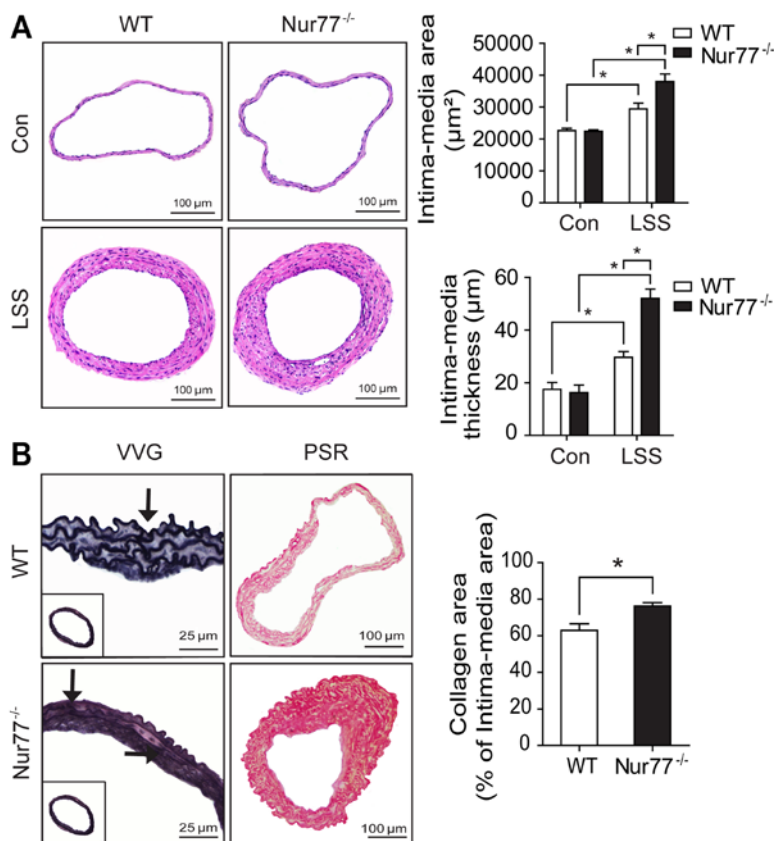 A
WT
Nur77⁻/⁻
Con
100 µm
100 µm
LSS
100 µm
100 µm
Intima-media area
(µm²)
50000
40000
30000
20000
10000
0
*
*
*
WT
Nur77⁻/⁻
Con
LSS
Intima-media
thickness (µm)
60
40
20
0
*
*
*
WT
Nur77⁻/⁻
Con
LSS
B
VVG
PSR
WT
25 µm
100 µm
Nur77⁻/⁻
25 µm
100 µm
Collagen area
(% of Intima-media area)
100
80
60
40
20
0
*
WT
Nur77⁻/⁻